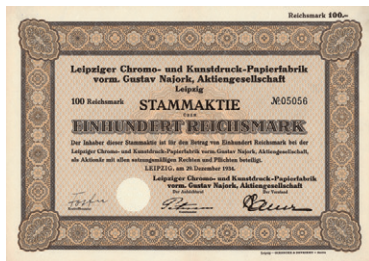 Reichsmark 100.—
Leipziger Chromo- und Kunstdruck-Papierfabrik
vorm. Gustav Najork, Aktiengesellschaft
Leipzig
100 Reichsmark STAMMAKTIE №05056
ÜBER
EINHUNDERT REICHSMARK
Der Inhaber dieser Stammaktie ist für den Betrag von Einhundert Reichsmark bei der
Leipziger Chromo- und Kunstdruck-Papierfabrik vorm. Gustav Najork, Aktiengesellschaft,
als Aktionär mit allen satzungsmäßigen Rechten und Pflichten beteiligt.
LEIPZIG, am 20. Dezember 1934.
Leipziger Chromo- und Kunstdruck-Papierfabrik
vorm. Gustav Najork, Aktiengesellschaft
Der Aufsichtsrat Der Vorstand